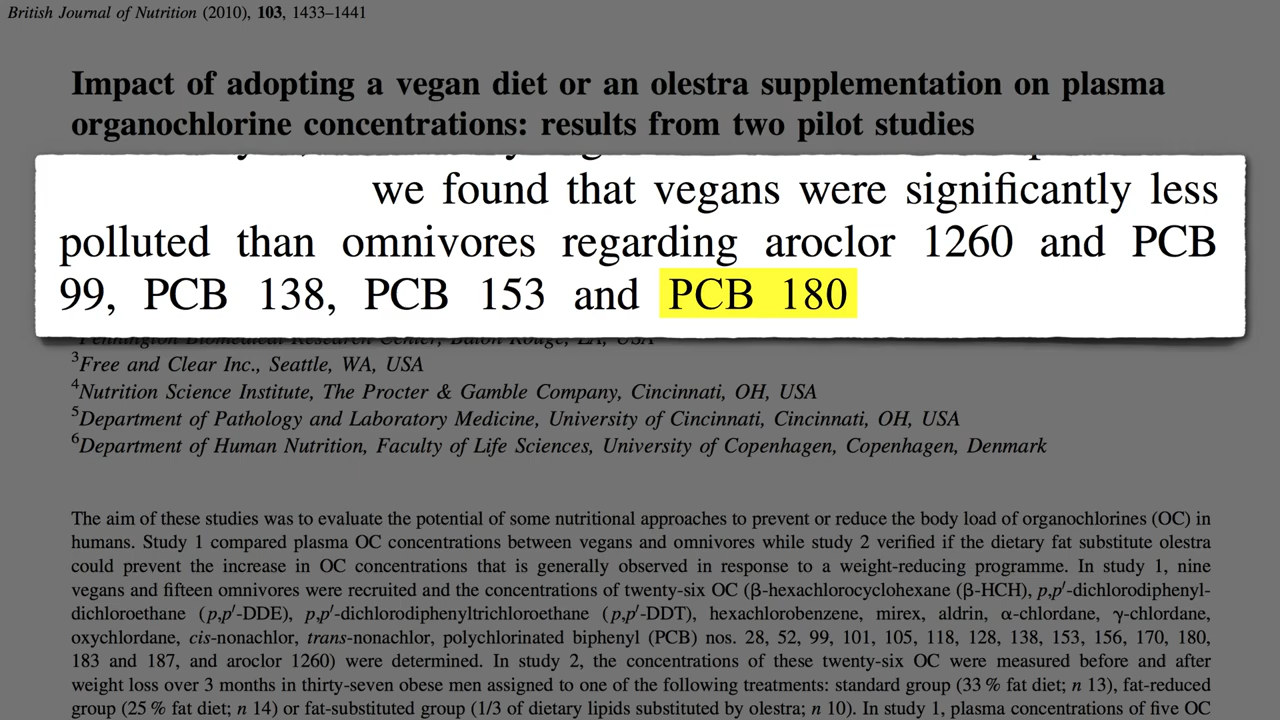 British Journal of Nutrition (2010), 103, 1433–1441
Impact of adopting a vegan diet or an olestra supplementation on plasma
organochlorine concentrations: results from two pilot studies
we found that vegans were significantly less
polluted than omnivores regarding aroclor 1260 and PCB
99, PCB 138, PCB 153 and PCB 180
Pennington Biomedical Research Center, Baton Rouge, LA, USA
³Free and Clear Inc., Seattle, WA, USA
⁴Nutrition Science Institute, The Procter & Gamble Company, Cincinnati, OH, USA
⁵Department of Pathology and Laboratory Medicine, University of Cincinnati, Cincinnati, OH, USA
⁶Department of Human Nutrition, Faculty of Life Sciences, University of Copenhagen, Copenhagen, Denmark
The aim of these studies was to evaluate the potential of some nutritional approaches to prevent or reduce the body load of organochlorines (OC) in
humans. Study 1 compared plasma OC concentrations between vegans and omnivores while study 2 verified if the dietary fat substitute olestra
could prevent the increase in OC concentrations that is generally observed in response to a weight-reducing programme. In study 1, nine
vegans and fifteen omnivores were recruited and the concentrations of twenty-six OC (β-hexachlorocyclohexane (β-HCH), p,p′-dichlorodiphenyl-
dichloroethane (p,p′-DDE), p,p′-dichlorodiphenyltrichloroethane (p,p′-DDT), hexachlorobenzene, mirex, aldrin, α-chlordane, γ-chlordane,
oxychlordane, cis-nonachlor, trans-nonachlor, polychlorinated biphenyl (PCB) nos. 28, 52, 99, 101, 105, 118, 128, 138, 153, 156, 170, 180,
183 and 187, and aroclor 1260) were determined. In study 2, the concentrations of these twenty-six OC were measured before and after
weight loss over 3 months in thirty-seven obese men assigned to one of the following treatments: standard group (33 % fat diet; n 13), fat-reduced
group (25 % fat diet; n 14) or fat-substituted group (1/3 of dietary lipids substituted by olestra; n 10). In study 1, plasma concentrations of five OC